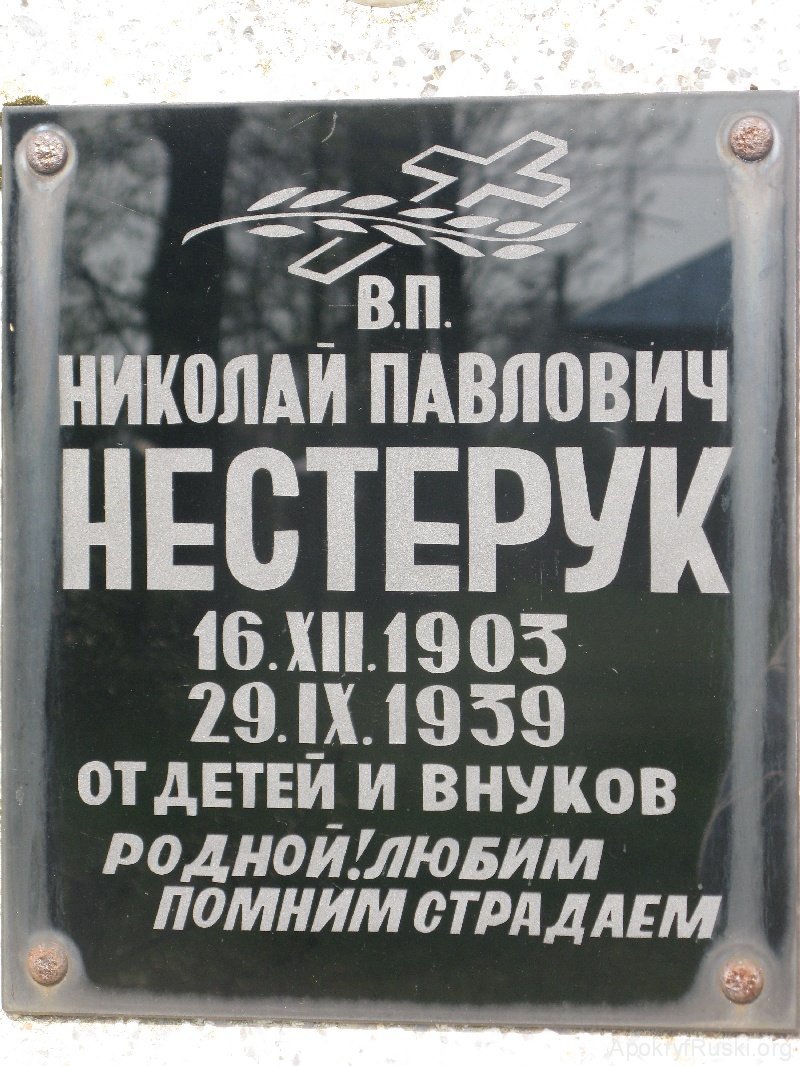 В.П.
НИКОЛАЙ ПАВЛОВИЧ
НЕСТЕРУК
16.XII.1903
29.IX.1939
ОТ ДЕТЕЙ И ВНУКОВ
РОДНОЙ! ЛЮБИМ
ПОМНИМ СТРАДАЕМ
ApokryfRuski.org